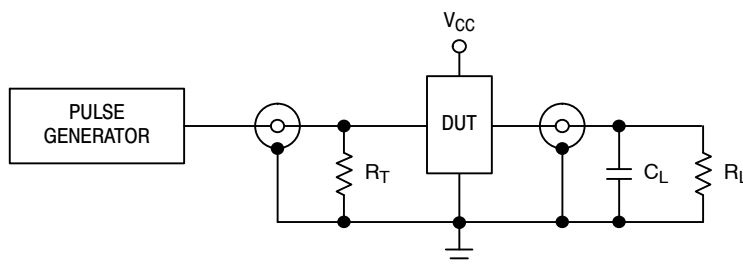 VCC
PULSE
GENERATOR
DUT
RT
CL
RL